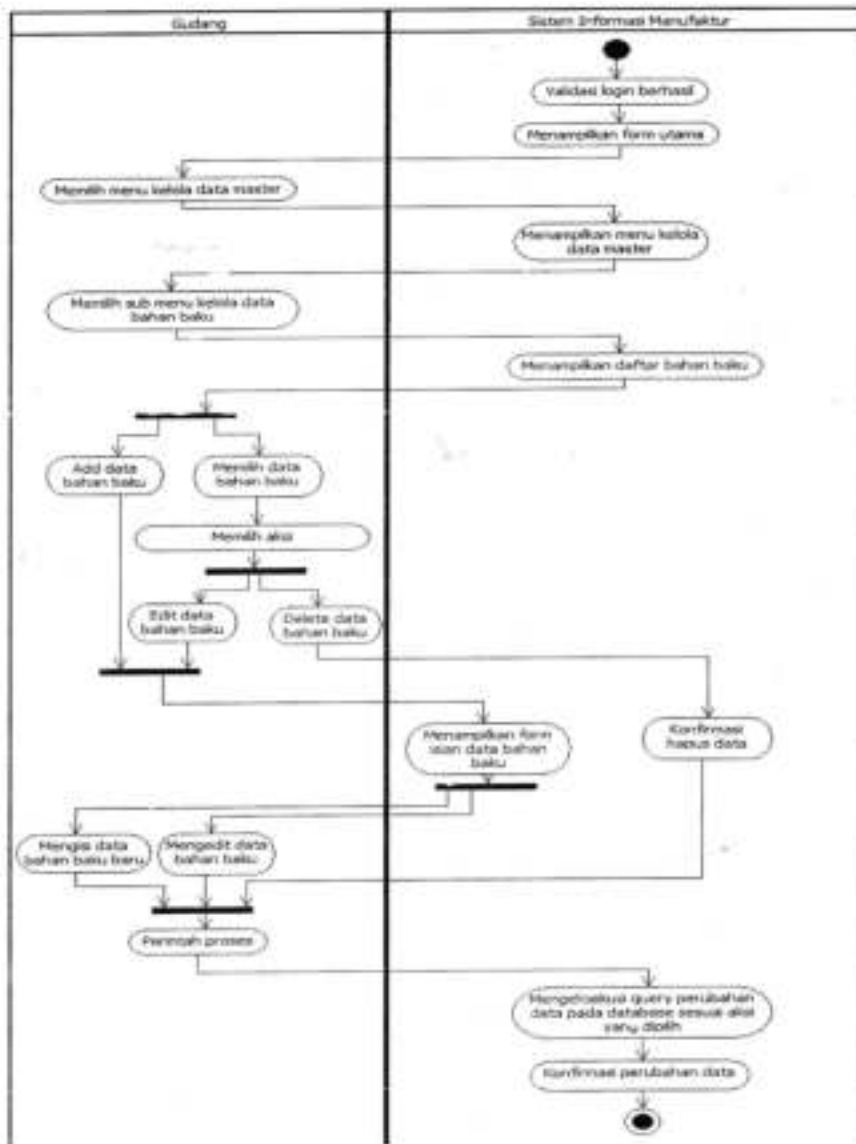 Gudang
Sistem Informasi Manufaktur
Validasi login berhasil
Menampilkan form utama
Memilih menu kelola data master
Menampilkan menu kelola
data master
Memilih sub menu kelola data
bahan baku
Menampilkan daftar bahan baku
Add data
bahan baku
Memilih data
bahan baku
Memilih aksi
Edit data
bahan baku
Delete data
bahan baku
Menampilkan form
isian data bahan
baku
Konfirmasi
hapus data
Mengisi data
bahan baku baru
Mengedit data
bahan baku
Perintah proses
Mengeksekusi query perubahan
data pada database sesuai aksi
yang dipilih
Konfirmasi perubahan data